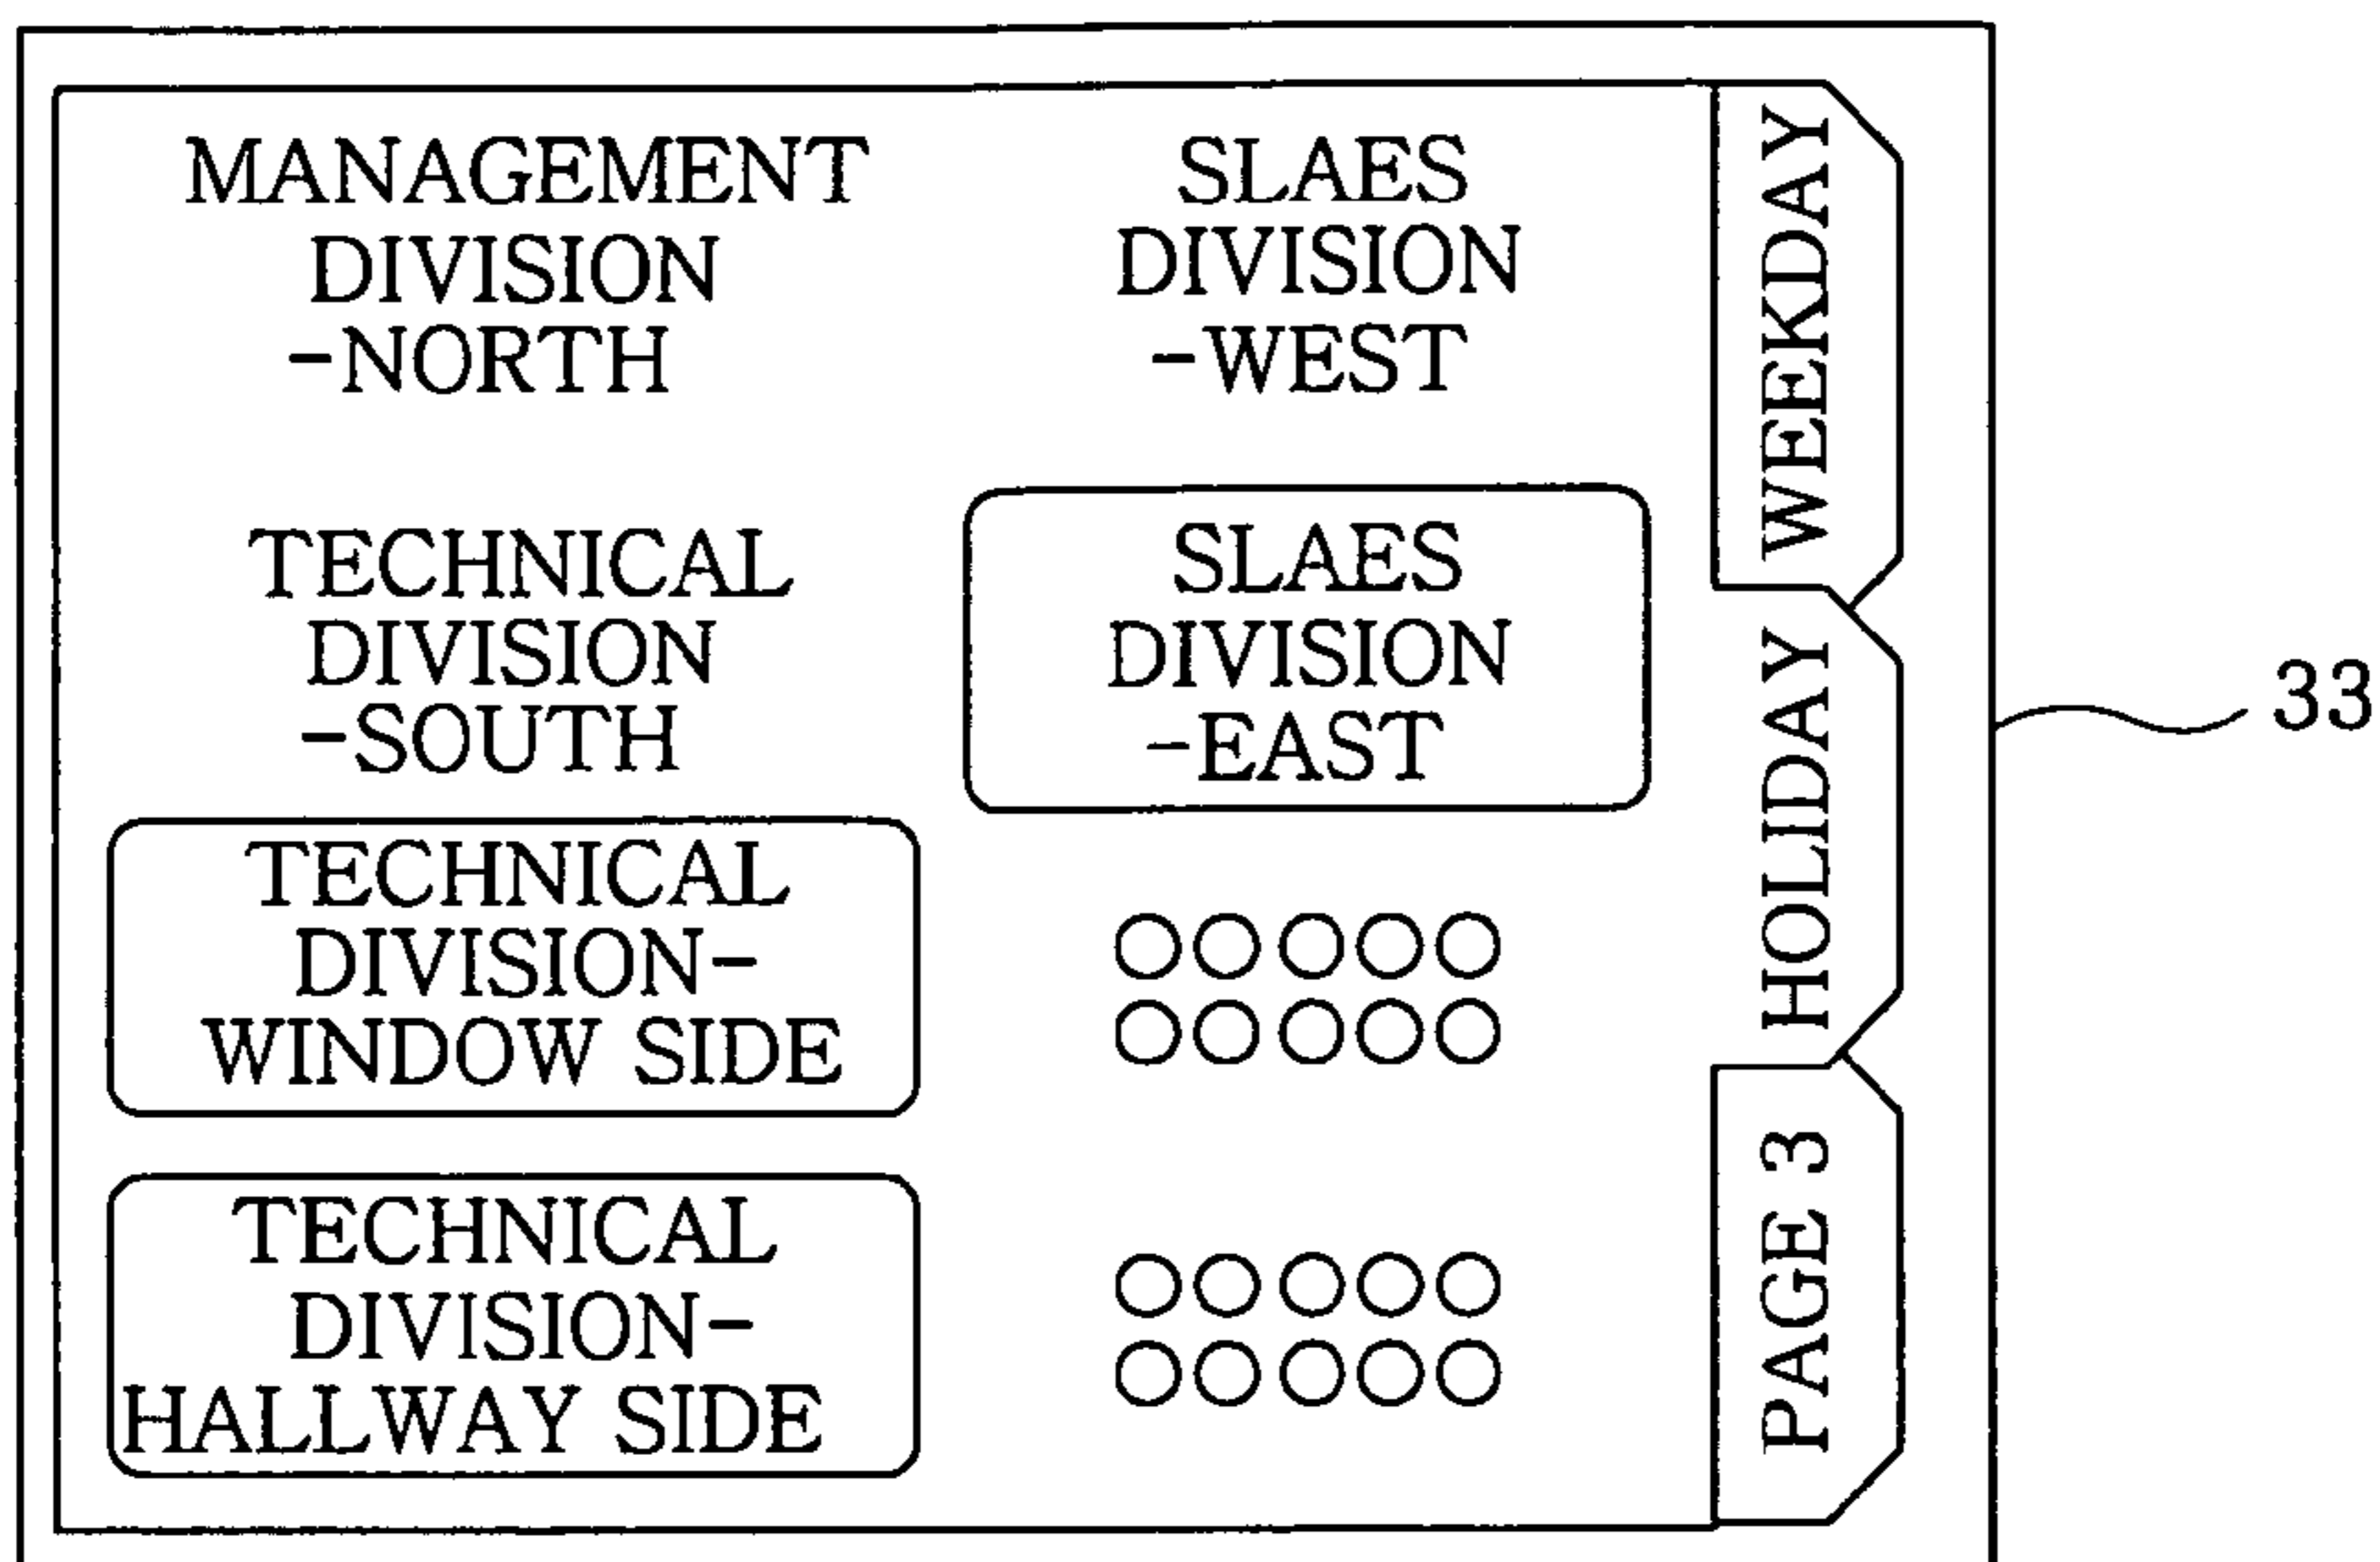 MANAGEMENT
DIVISION
-NORTH
SLAES
DIVISION
-WEST
TECHNICAL
DIVISION
-SOUTH
SLAES
DIVISION
-EAST
TECHNICAL
DIVISION-
WINDOW SIDE
○○○○○
○○○○○
TECHNICAL
DIVISION-
HALLWAY SIDE
○○○○○
○○○○○
WEEKDAY
HOLIDAY
PAGE 3
33